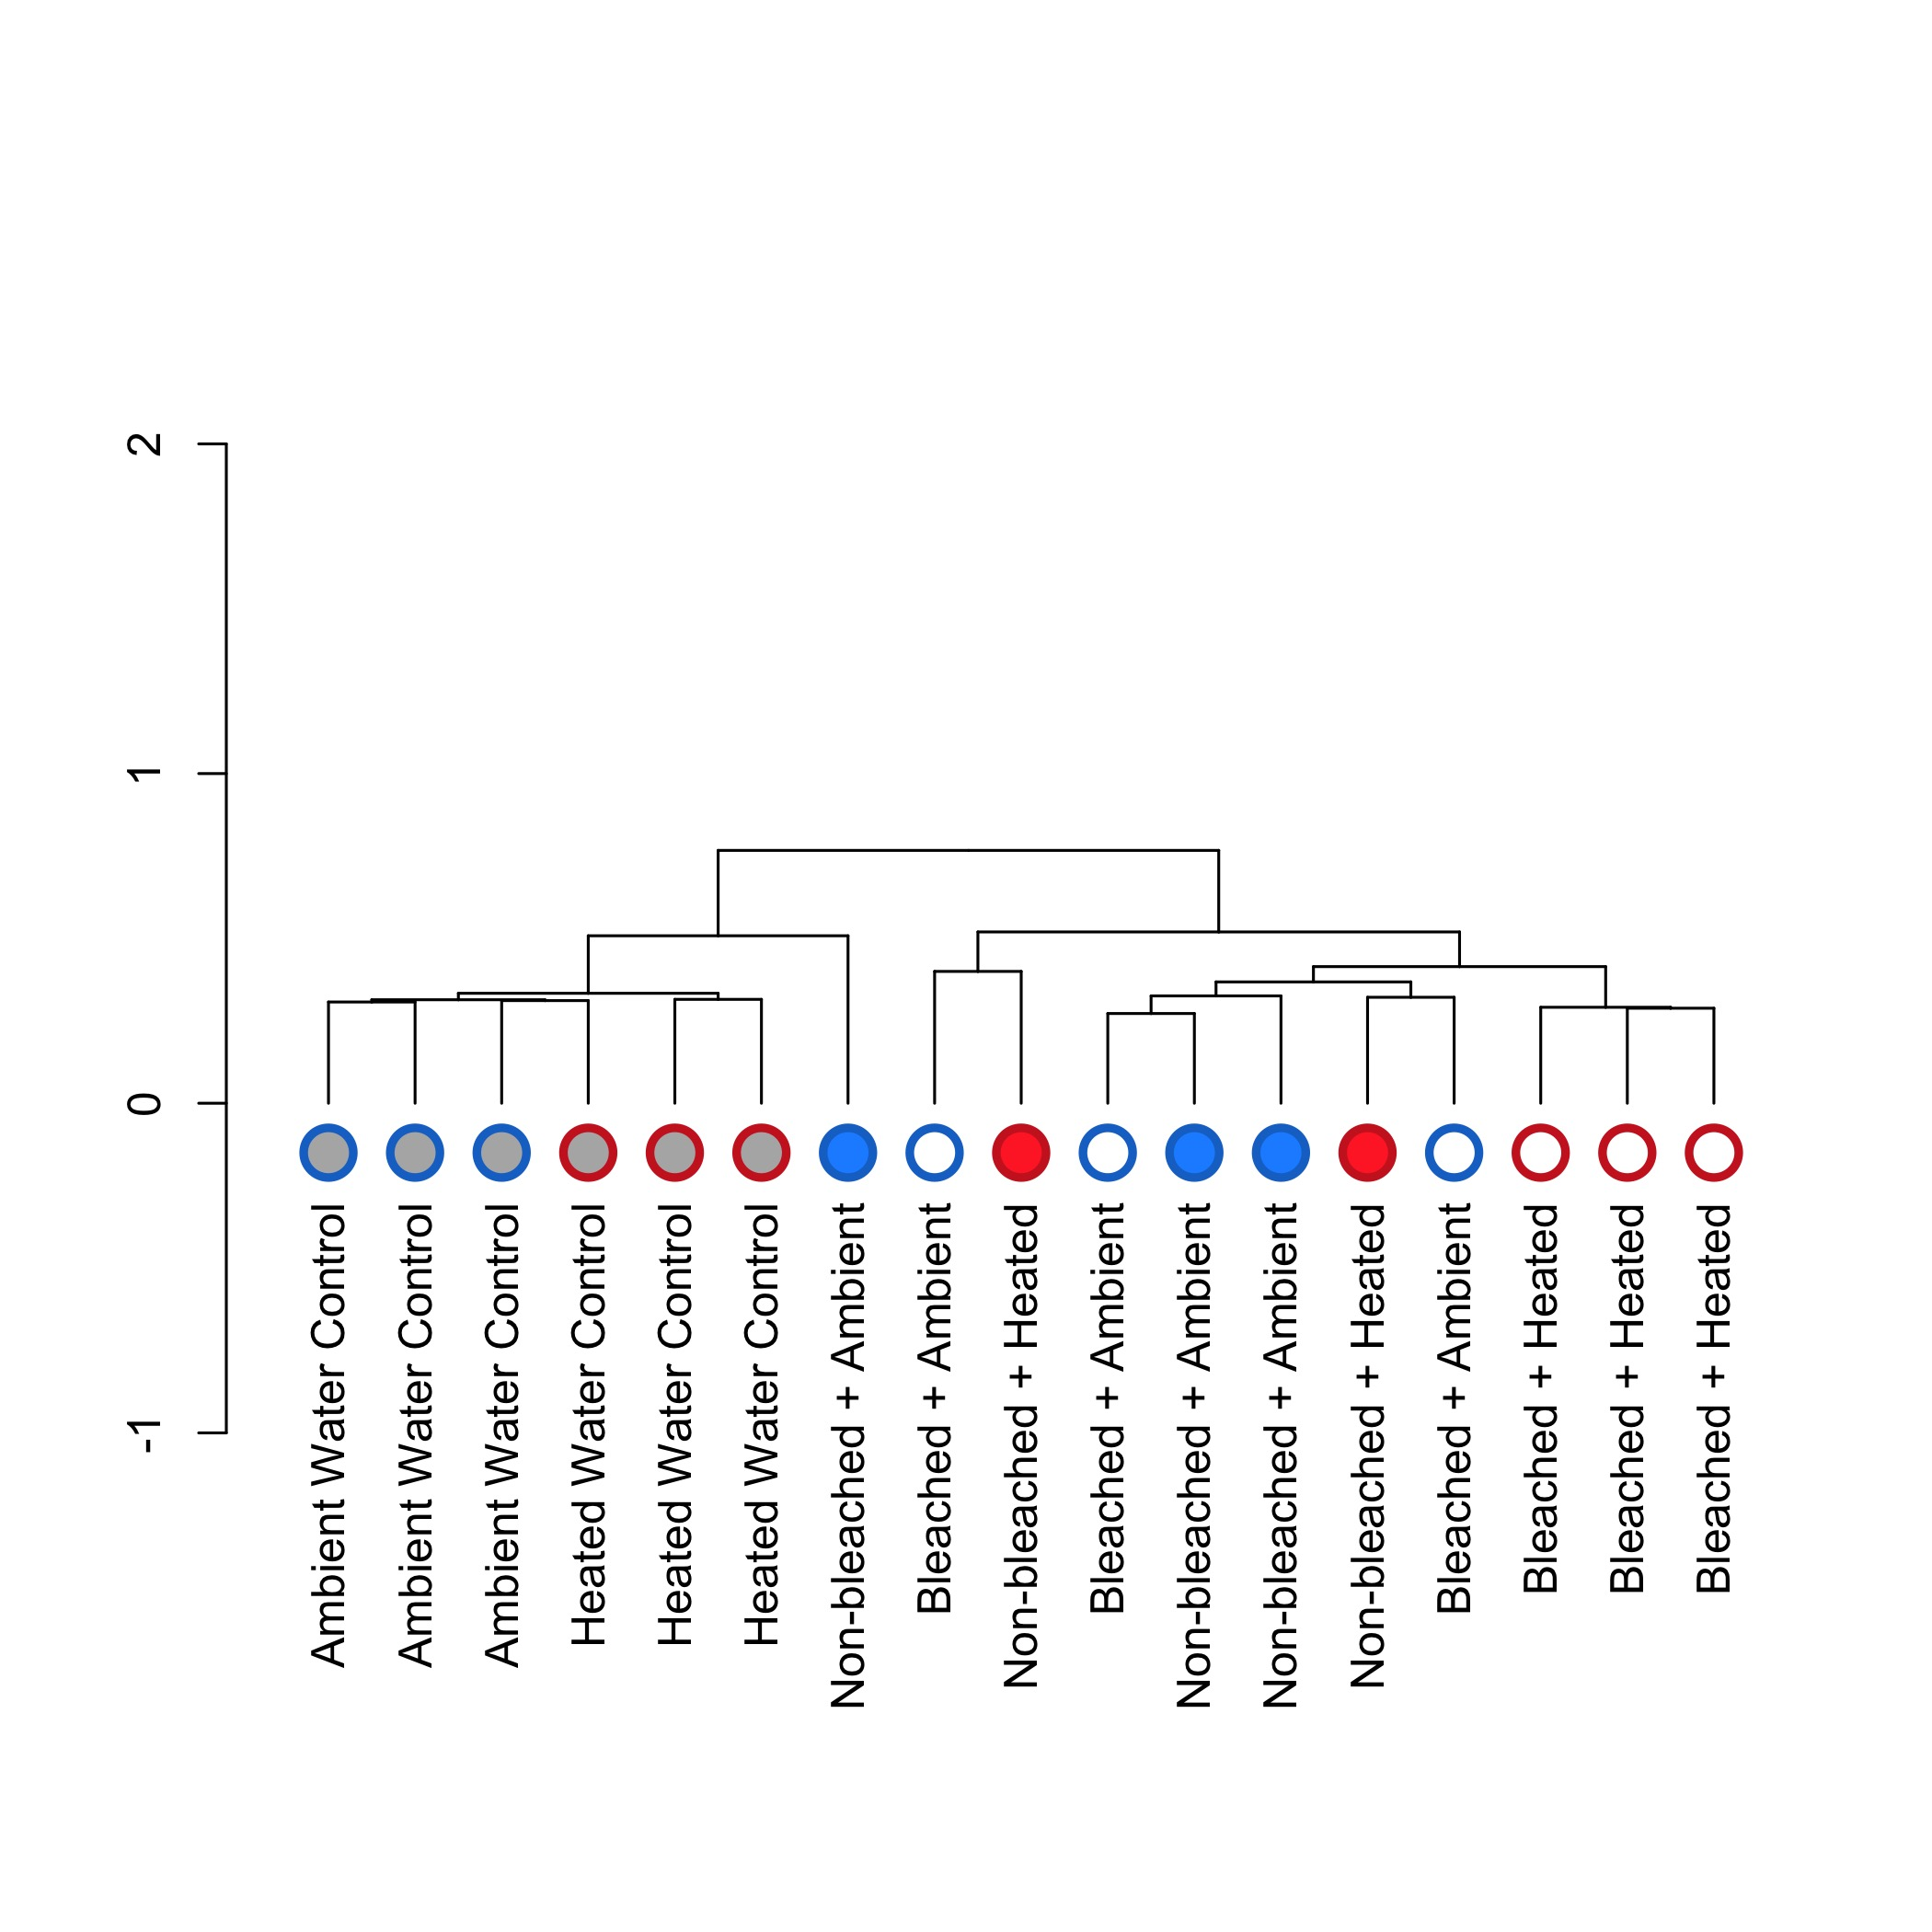 2
1
0
-1
Ambient Water Control
Ambient Water Control
Ambient Water Control
Heated Water Control
Heated Water Control
Heated Water Control
Non-bleached + Ambient
Bleached + Ambient
Non-bleached + Heated
Bleached + Ambient
Non-bleached + Ambient
Non-bleached + Ambient
Non-bleached + Heated
Bleached + Ambient
Bleached + Heated
Bleached + Heated
Bleached + Heated